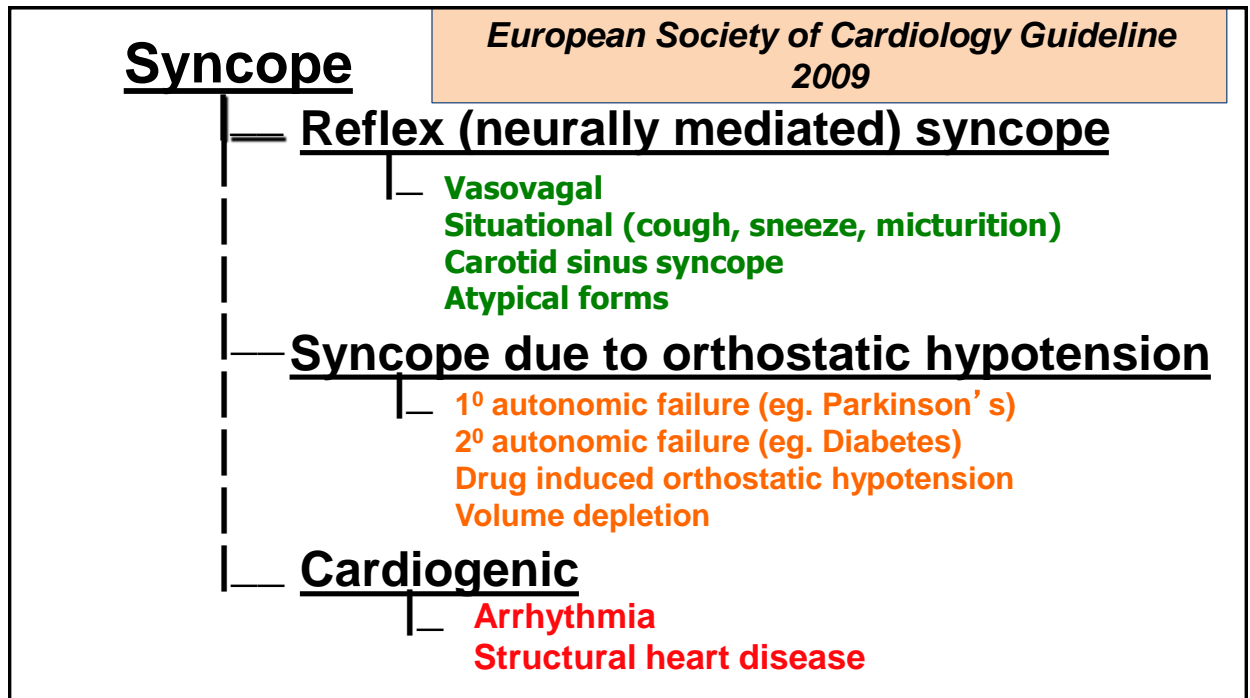 European Society of Cardiology Guideline
2009
Syncope
Reflex (neurally mediated) syncope
Vasovagal
Situational (cough, sneeze, micturition)
Carotid sinus syncope
Atypical forms
Syncope due to orthostatic hypotension
1⁰ autonomic failure (eg. Parkinson’s)
2⁰ autonomic failure (eg. Diabetes)
Drug induced orthostatic hypotension
Volume depletion
Cardiogenic
Arrhythmia
Structural heart disease